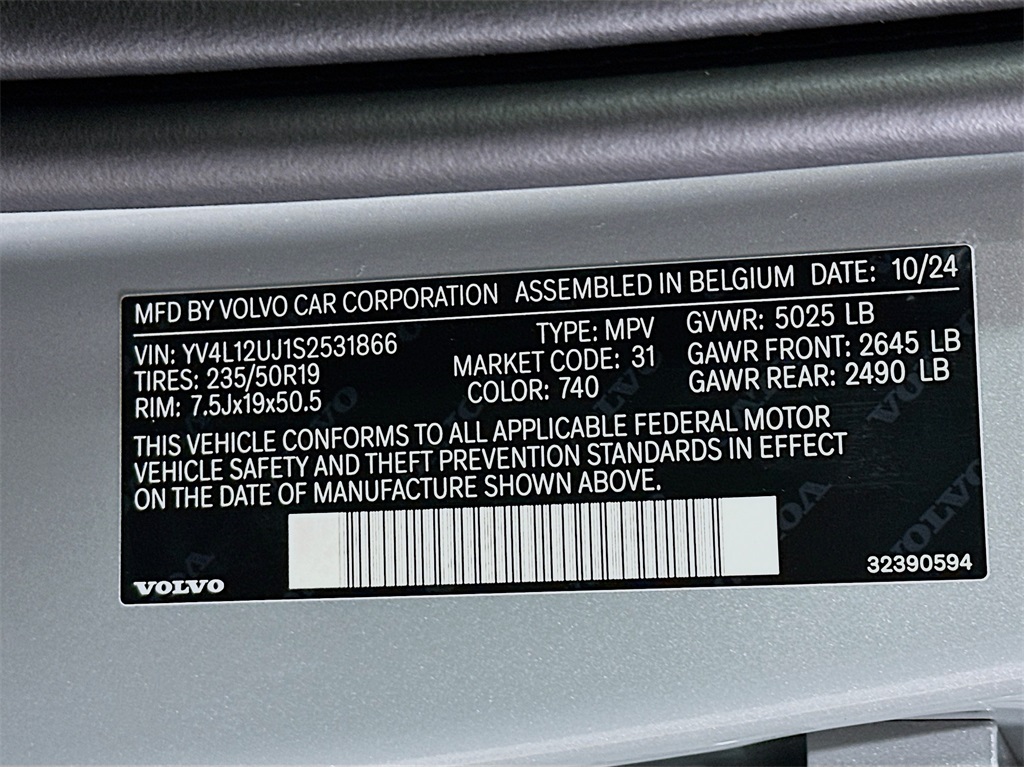 MFD BY VOLVO CAR CORPORATION ASSEMBLED IN BELGIUM DATE: 10/24
VIN: YV4L12UJ1S2531866 TYPE: MPV GVWR: 5025 LB
TIRES: 235/50R19 MARKET CODE: 31 GAWR FRONT: 2645 LB
RIM: 7.5Jx19x50.5 COLOR: 740 GAWR REAR: 2490 LB
THIS VEHICLE CONFORMS TO ALL APPLICABLE FEDERAL MOTOR
VEHICLE SAFETY AND THEFT PREVENTION STANDARDS IN EFFECT
ON THE DATE OF MANUFACTURE SHOWN ABOVE.
VOLVO 32390594